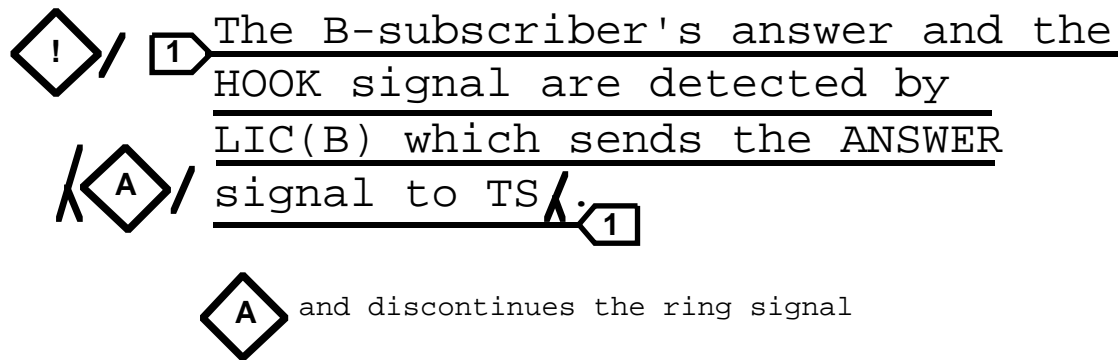 ! / 1 The B-subscriber's answer and the
HOOK signal are detected by
LIC(B) which sends the ANSWER
A / signal to TS .
1
A and discontinues the ring signal